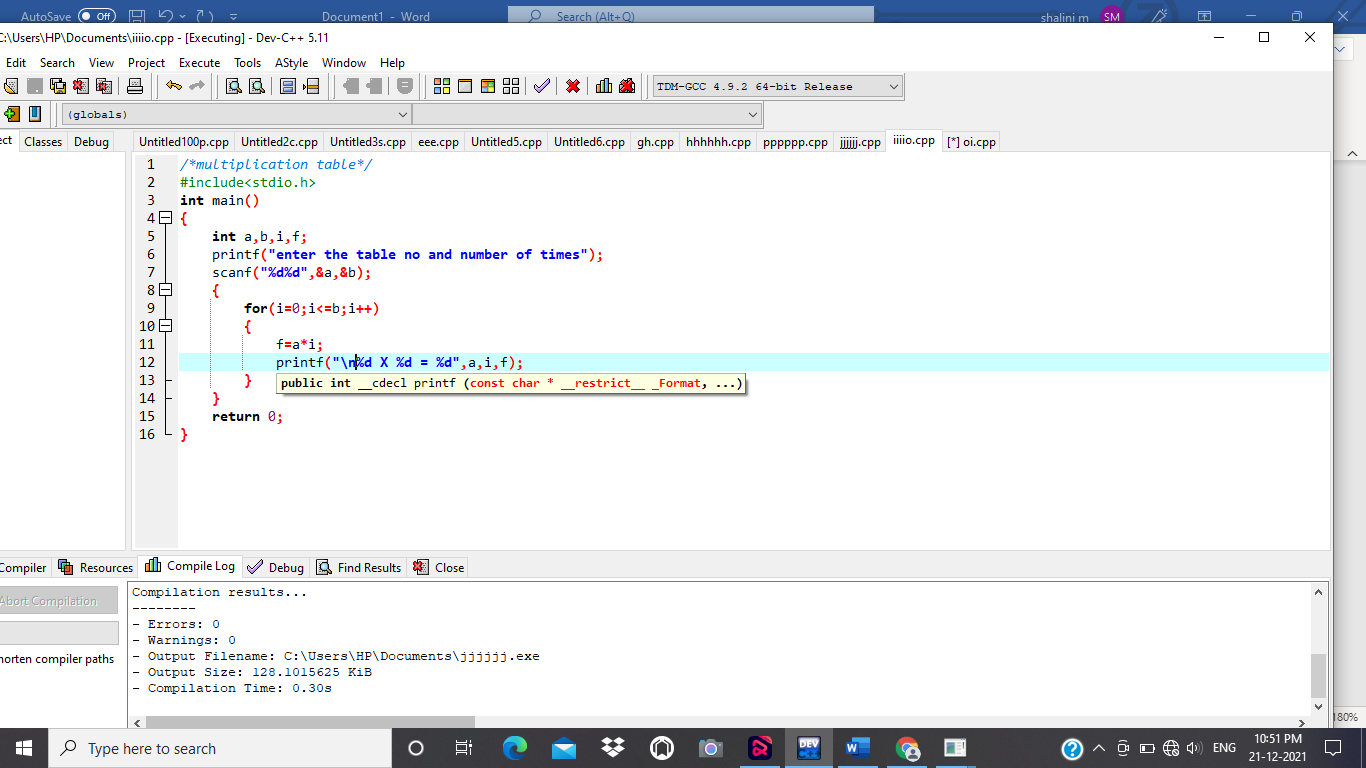 AutoSave Off Document1 - Word Search (Alt+Q) shalini m SM
C:\Users\HP\Documents\iiiio.cpp - [Executing] - Dev-C++ 5.11
Edit Search View Project Execute Tools AStyle Window Help
TDM-GCC 4.9.2 64-bit Release
(globals)
ect Classes Debug Untitled100p.cpp Untitled2c.cpp Untitled3s.cpp eee.cpp Untitled5.cpp Untitled6.cpp gh.cpp hhhhhh.cpp pppppp.cpp jjjjjj.cpp iiiio.cpp [*] oi.cpp
1 /*multiplication table*/
2 #include<stdio.h>
3 int main()
4 {
5 int a,b,i,f;
6 printf("enter the table no and number of times");
7 scanf("%d%d",&a,&b);
8 {
9 for(i=0;i<=b;i++)
10 {
11 f=a*i;
12 printf("\n%d X %d = %d",a,i,f);
13 }
public int __cdecl printf (const char * __restrict__ _Format, ...)
14 }
15 return 0;
16 }
Compiler Resources Compile Log Debug Find Results Close
Abort Compilation
horten compiler paths
Compilation results...
--------
- Errors: 0
- Warnings: 0
- Output Filename: C:\Users\HP\Documents\jjjjjj.exe
- Output Size: 128.1015625 KiB
- Compilation Time: 0.30s
180%
Type here to search
DEV
ENG
10:51 PM
21-12-2021